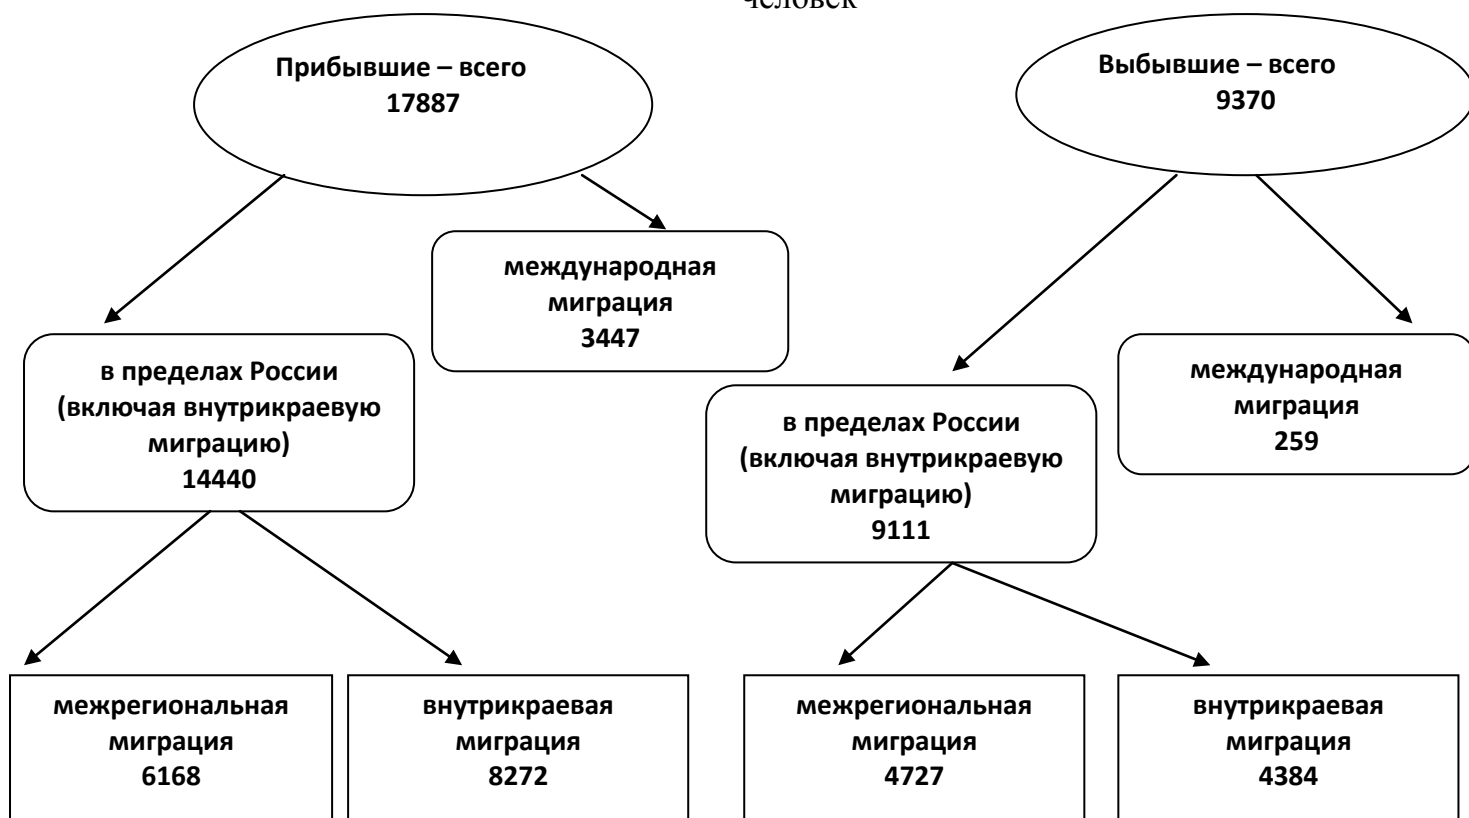 человек
Прибывшие – всего
17887
Выбывшие – всего
9370
международная
миграция
3447
в пределах России
(включая внутрикраевую
миграцию)
14440
международная
миграция
259
в пределах России
(включая внутрикраевую
миграцию)
9111
межрегиональная
миграция
6168
внутрикраевая
миграция
8272
межрегиональная
миграция
4727
внутрикраевая
миграция
4384